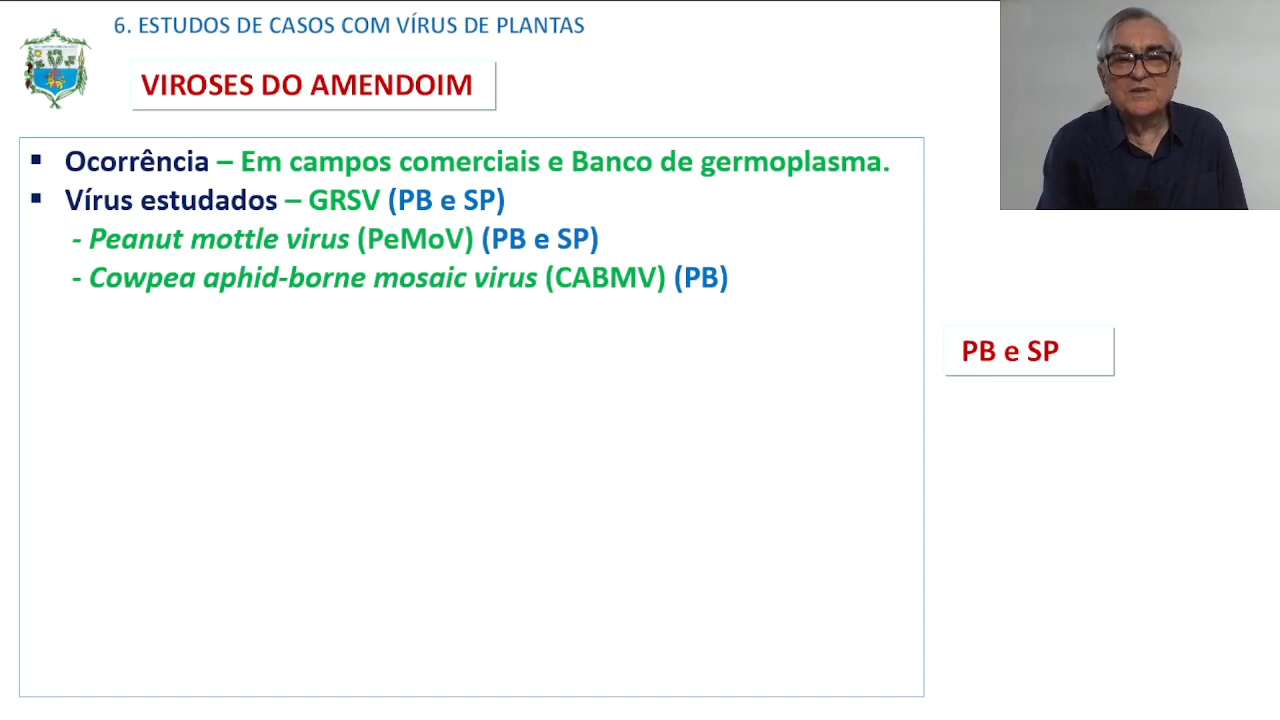 6. ESTUDOS DE CASOS COM VÍRUS DE PLANTAS
VIROSES DO AMENDOIM
▪ Ocorrência – Em campos comerciais e Banco de germoplasma.
▪ Vírus estudados – GRSV (PB e SP)
- Peanut mottle virus (PeMoV) (PB e SP)
- Cowpea aphid-borne mosaic virus (CABMV) (PB)
PB e SP